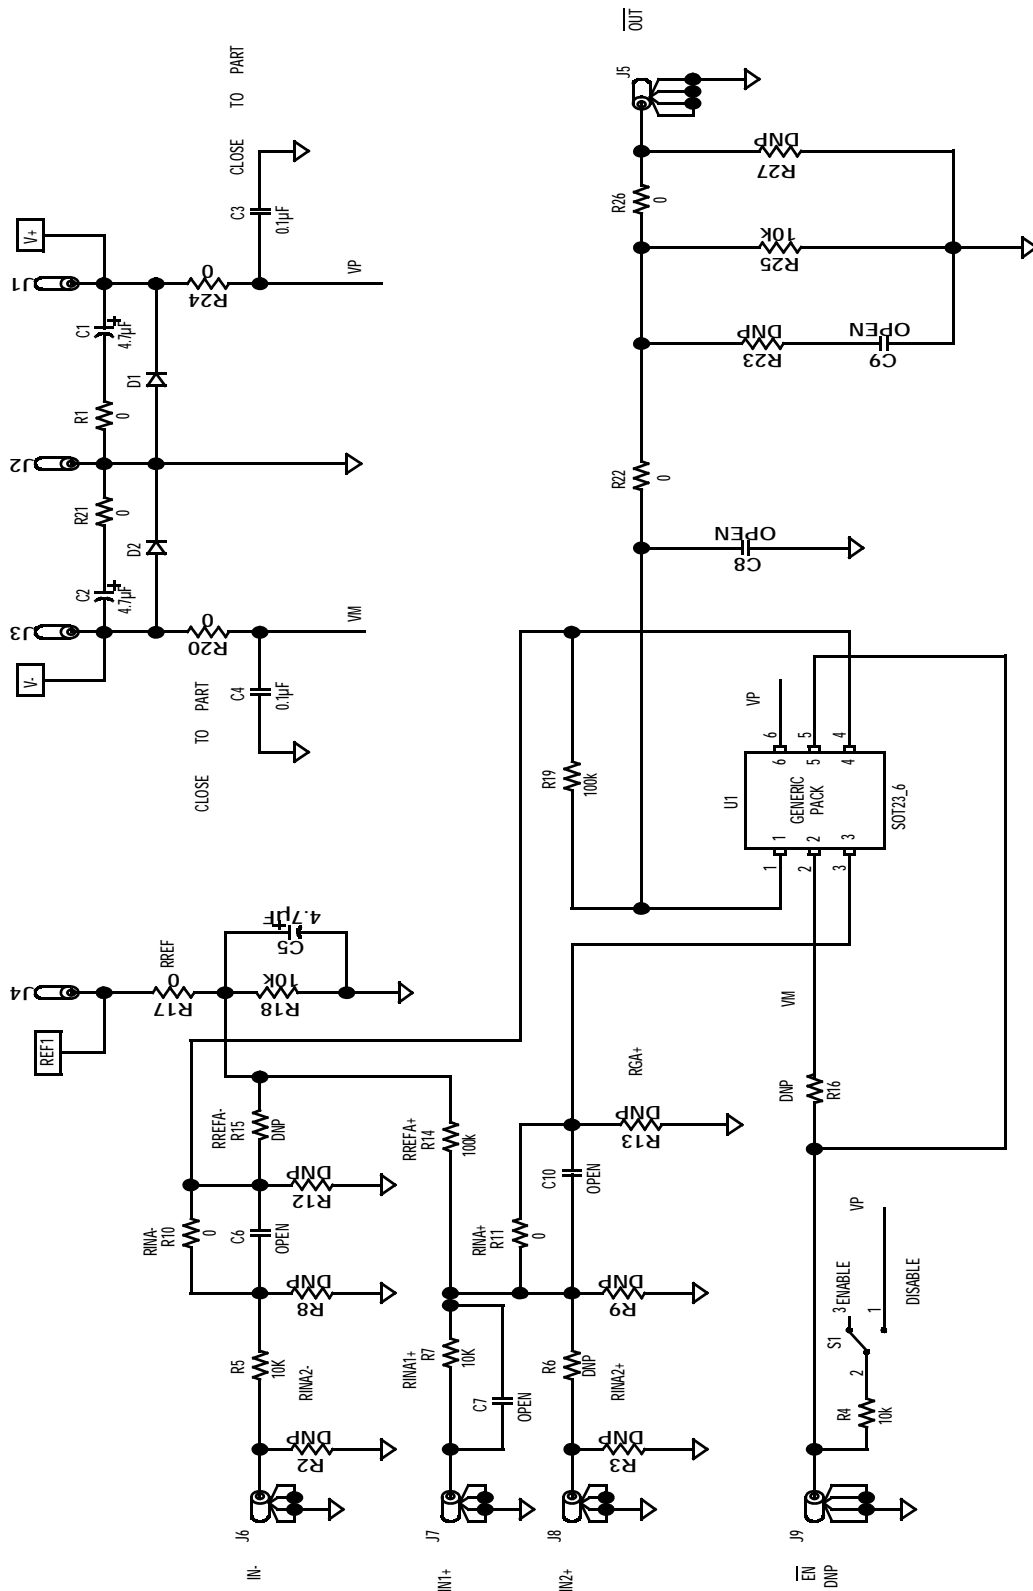 J1
V+
J2
J3
V-
C1
4.7µF
R1
0
R21
0
C2
4.7µF
D1
D2
R24
0
R20
0
C3
0.1µF
CLOSE TO PART
VP
C4
0.1µF
CLOSE TO PART
VM
J4
REF1
R17
0
RREF
R18
10k
C5
4.7µF
OUT
J5
R26
0
R27
DNP
R25
10k
R23
DNP
C9
OPEN
R22
0
C8
OPEN
R19
100k
U1
GENERIC
PACK
SOT23_6
1
1
2
2
3
3
6
6
5
5
4
4
VP
VM
DNP
R16
IN-
J6
R2
DNP
R5
10K
RINA2-
R8
DNP
RINA-
R10
0
C6
OPEN
R12
DNP
RREFA-
R15
DNP
IN1+
J7
RINA1+
R7
10K
C7
OPEN
RREFA+
R14
100k
IN2+
J8
R3
DNP
R6
DNP
RINA2+
R9
DNP
RINA+
R11
0
C10
OPEN
R13
DNP
RGA+
EN
DNP
J9
R4
10k
S1
2
3
ENABLE
1
DISABLE
VP